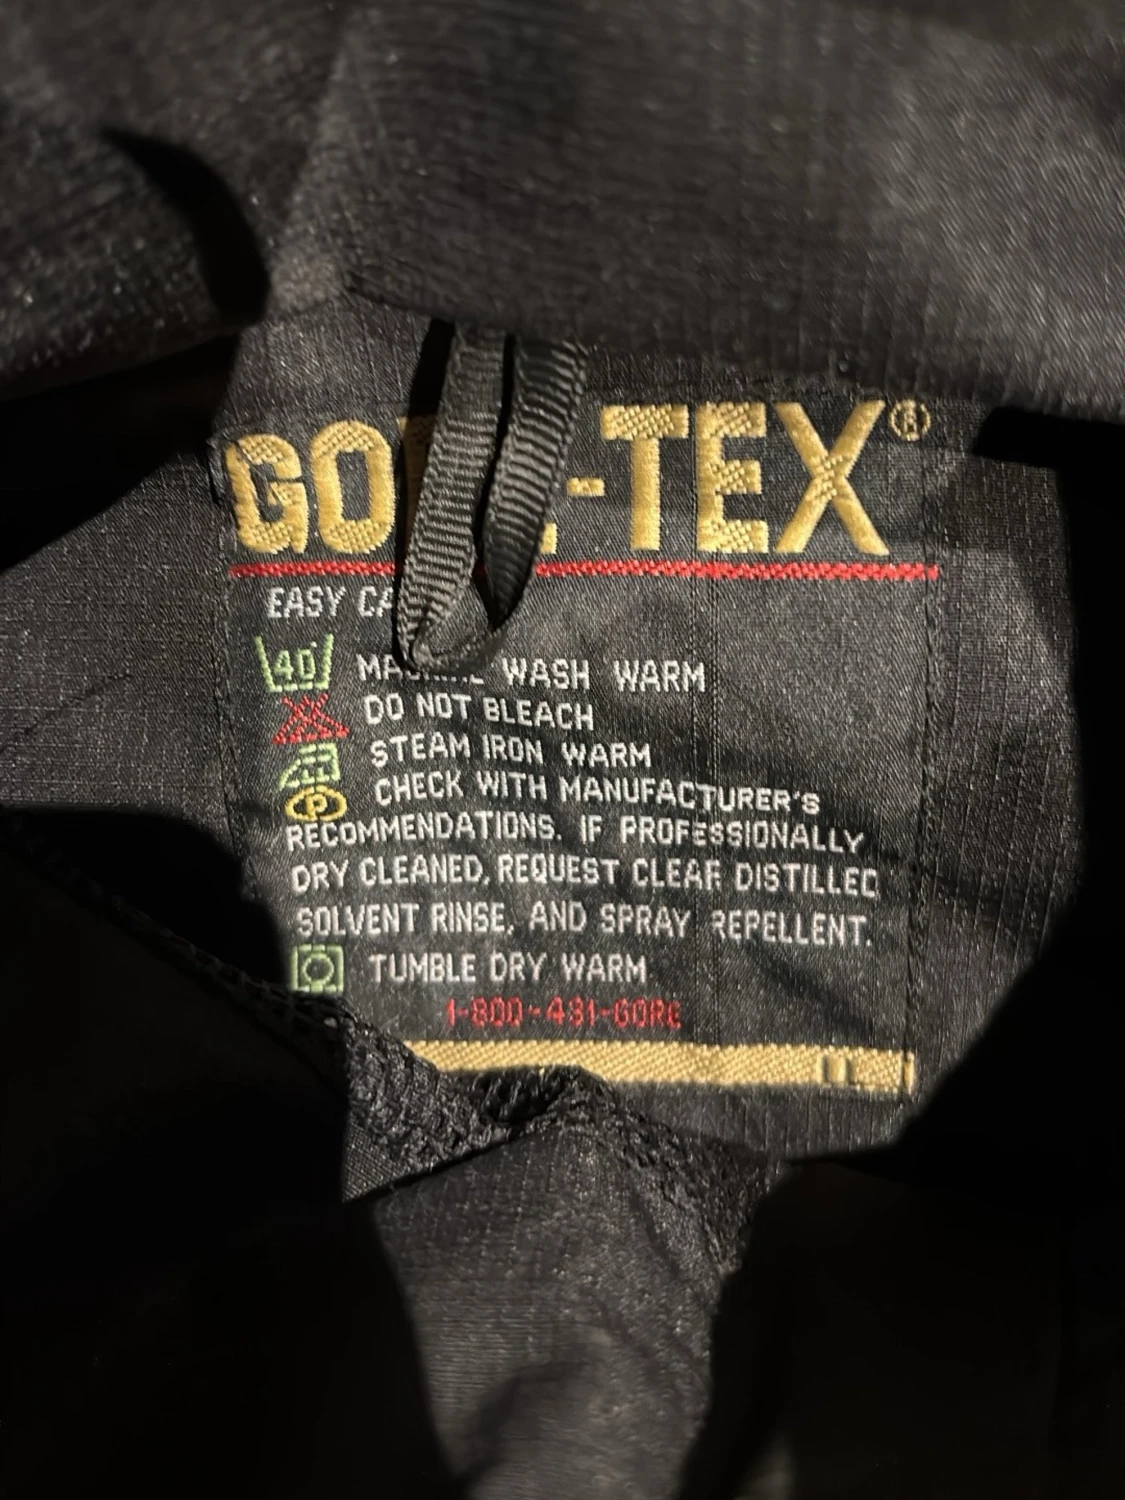 GO -TEX®
EASY CA
40° WASH WARM
DO NOT BLEACH
STEAM IRON WARM
P CHECK WITH MANUFACTURER'S
RECOMMENDATIONS. IF PROFESSIONALLY
DRY CLEANED, REQUEST CLEAR DISTILLED
SOLVENT RINSE, AND SPRAY REPELLENT.
TUMBLE DRY WARM
1-800-431-GORE